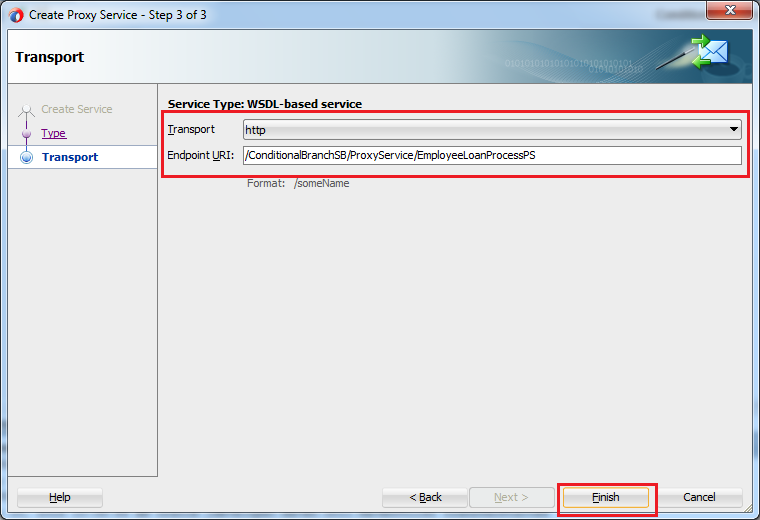 Create Proxy Service - Step 3 of 3
Transport
Create Service
Type
Transport
Service Type: WSDL-based service
Transport http
Endpoint URI: /ConditionalBranchSB/ProxyService/EmployeeLoanProcessPS
Format: /someName
Help < Back Next > Finish Cancel